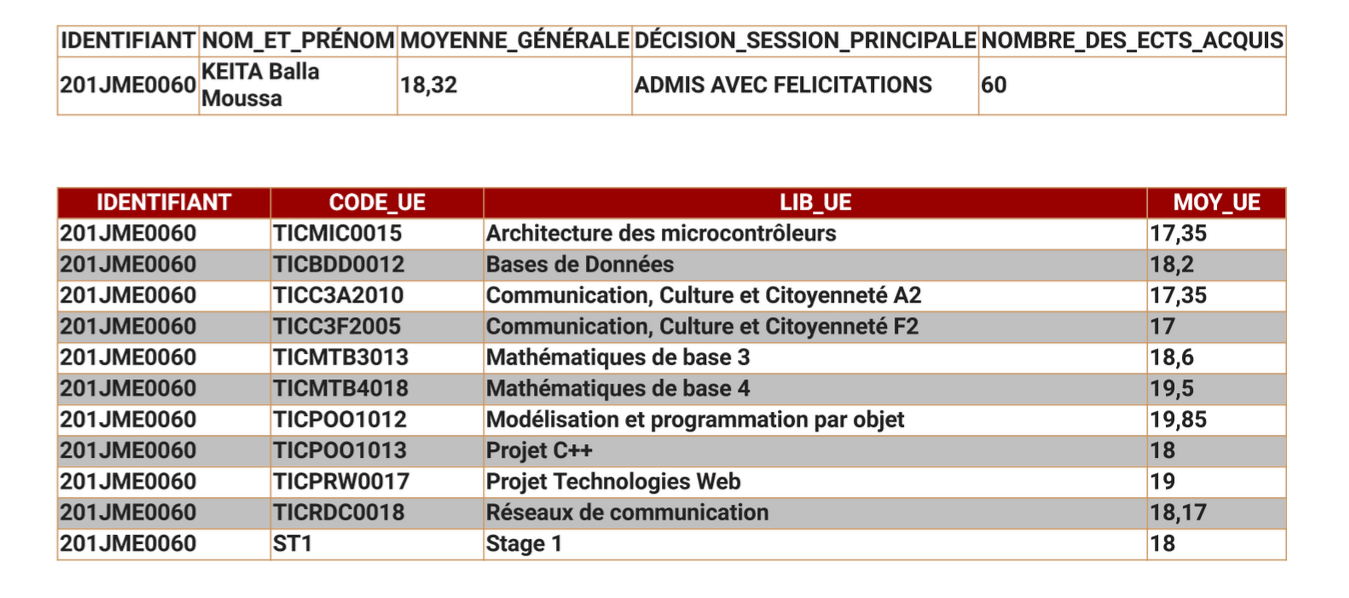 IDENTIFIANT NOM_ET_PRÉNOM MOYENNE_GÉNÉRALE DÉCISION_SESSION_PRINCIPALE NOMBRE_DES_ECTS_ACQUIS
201JME0060 KEITA Balla Moussa 18,32 ADMIS AVEC FELICITATIONS 60
IDENTIFIANT CODE_UE LIB_UE MOY_UE
201JME0060 TICMIC0015 Architecture des microcontrôleurs 17,35
201JME0060 TICBDD0012 Bases de Données 18,2
201JME0060 TICC3A2010 Communication, Culture et Citoyenneté A2 17,35
201JME0060 TICC3F2005 Communication, Culture et Citoyenneté F2 17
201JME0060 TICMTB3013 Mathématiques de base 3 18,6
201JME0060 TICMTB4018 Mathématiques de base 4 19,5
201JME0060 TICPOO1012 Modélisation et programmation par objet 19,85
201JME0060 TICPOO1013 Projet C++ 18
201JME0060 TICPRW0017 Projet Technologies Web 19
201JME0060 TICRDC0018 Réseaux de communication 18,17
201JME0060 ST1 Stage 1 18